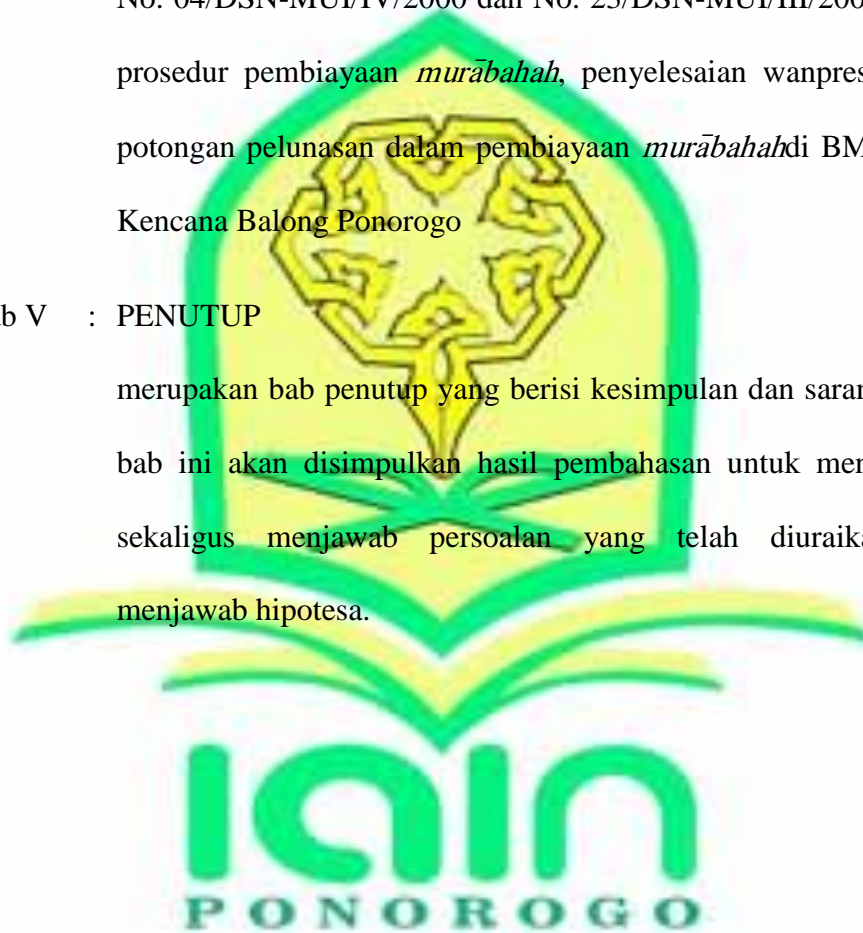 No. 04/DSN-MUI/IV/2000 dan No. 23/DSN-MUI/III/200
prosedur pembiayaan murābahah, penyelesaian wanpres
potongan pelunasan dalam pembiayaan murābahahdi BM
Kencana Balong Ponorogo
b V : PENUTUP
merupakan bab penutup yang berisi kesimpulan dan saran
bab ini akan disimpulkan hasil pembahasan untuk men
sekaligus menjawab persoalan yang telah diuraika
menjawab hipotesa.
iain
PONOROGO